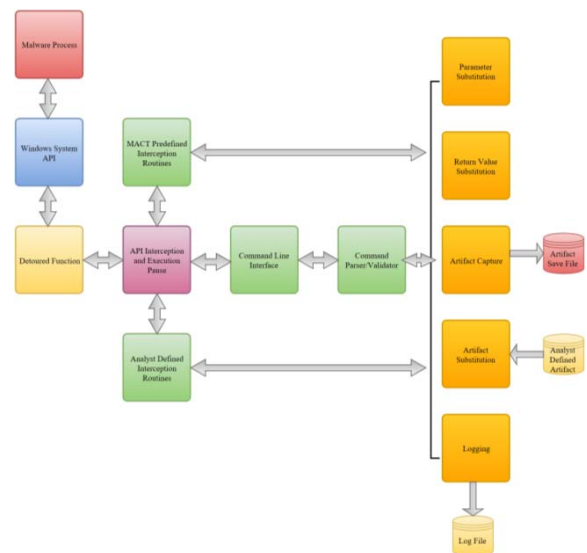 Malware Process
Parameter
Substitution
Windows System
API
MACT Predefined
Interception
Routines
Return Value
Substitution
Detoured Function
API Interception
and Execution
Pause
Command Line
Interface
Command
Parser/Validator
Artifact Capture
Artifact
Save File
Analyst Defined
Interception
Routines
Artifact
Substitution
Analyst
Defined
Artifact
Logging
Log File